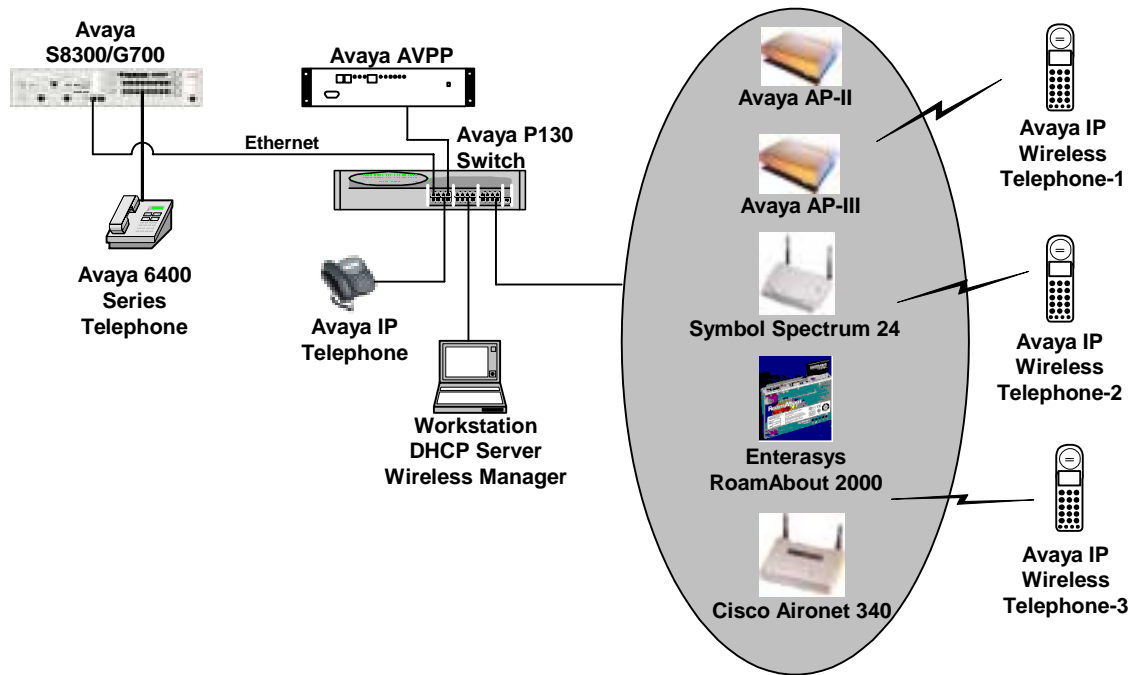 Avaya
S8300/G700
Avaya AVPP
Ethernet
Avaya P130
Switch
Avaya 6400
Series
Telephone
Avaya IP
Telephone
Workstation
DHCP Server
Wireless Manager
Avaya AP-II
Avaya AP-III
Symbol Spectrum 24
Enterasys
RoamAbout 2000
Cisco Aironet 340
Avaya IP
Wireless
Telephone-1
Avaya IP
Wireless
Telephone-2
Avaya IP
Wireless
Telephone-3